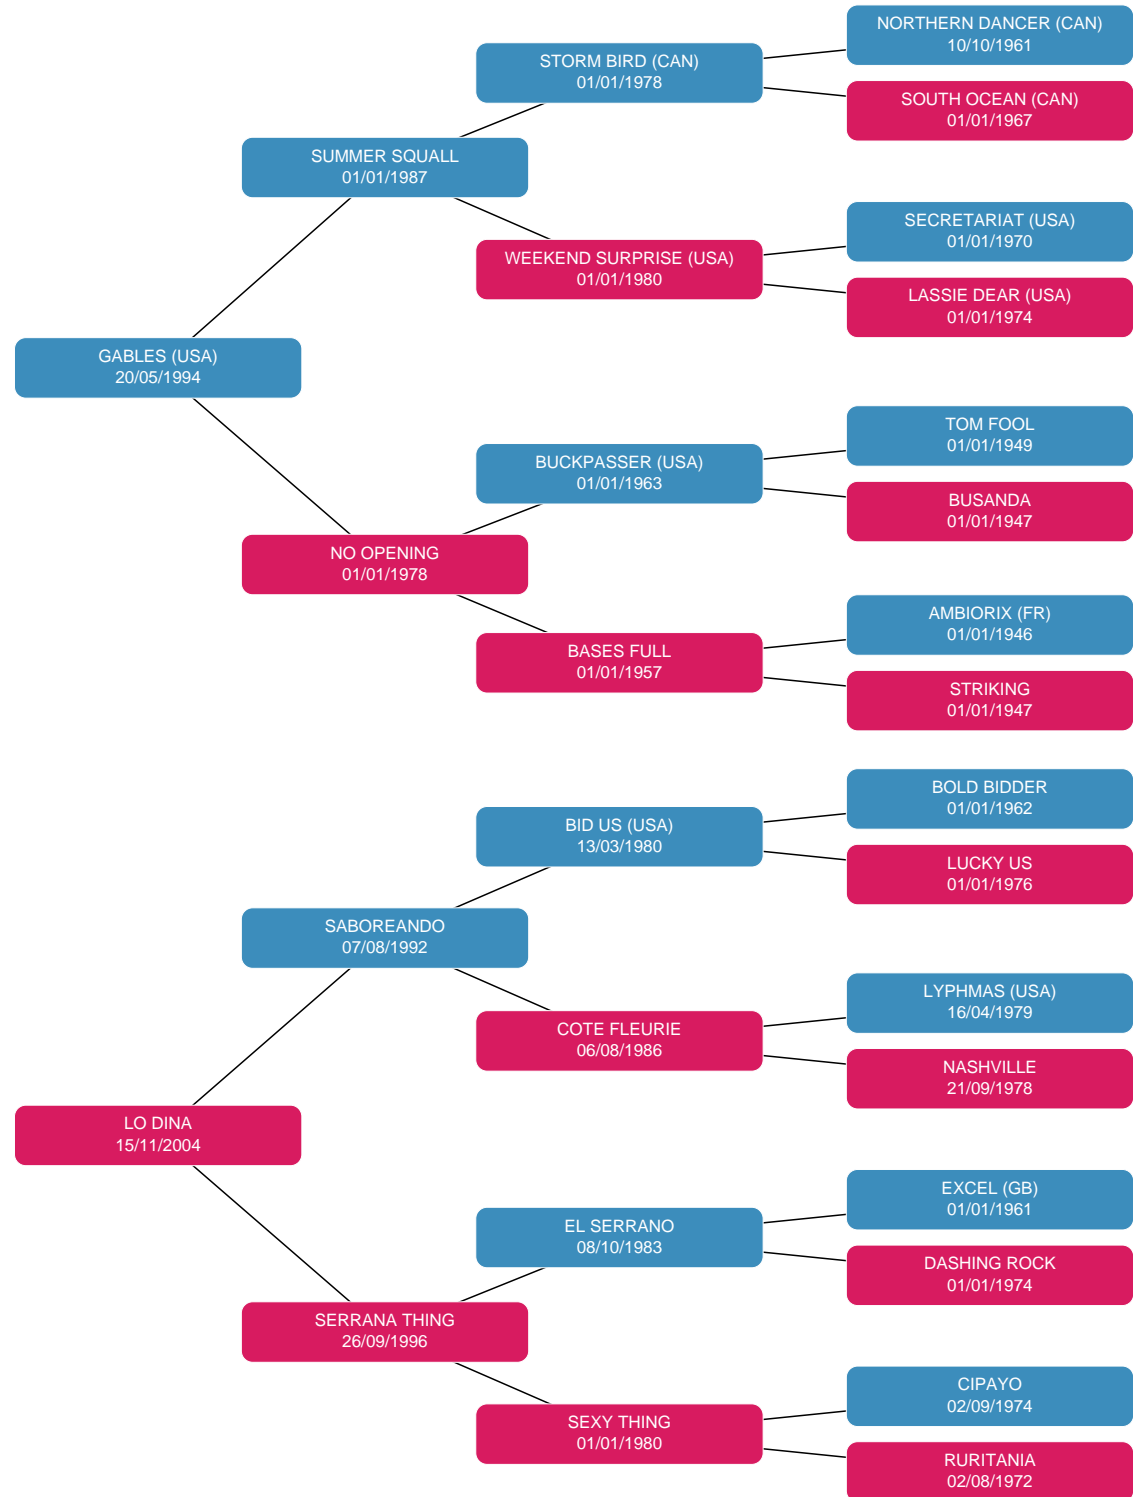 NORTHERN DANCER (CAN)
10/10/1961
STORM BIRD (CAN)
01/01/1978
SOUTH OCEAN (CAN)
01/01/1967
SUMMER SQUALL
01/01/1987
SECRETARIAT (USA)
01/01/1970
WEEKEND SURPRISE (USA)
01/01/1980
LASSIE DEAR (USA)
01/01/1974
GABLES (USA)
20/05/1994
TOM FOOL
01/01/1949
BUCKPASSER (USA)
01/01/1963
BUSANDA
01/01/1947
NO OPENING
01/01/1978
AMBIORIX (FR)
01/01/1946
BASES FULL
01/01/1957
STRIKING
01/01/1947
BOLD BIDDER
01/01/1962
BID US (USA)
13/03/1980
LUCKY US
01/01/1976
SABOREANDO
07/08/1992
LYPHMAS (USA)
16/04/1979
COTE FLEURIE
06/08/1986
NASHVILLE
21/09/1978
LO DINA
15/11/2004
EXCEL (GB)
01/01/1961
EL SERRANO
08/10/1983
DASHING ROCK
01/01/1974
SERRANA THING
26/09/1996
CIPAYO
02/09/1974
SEXY THING
01/01/1980
RURITANIA
02/08/1972